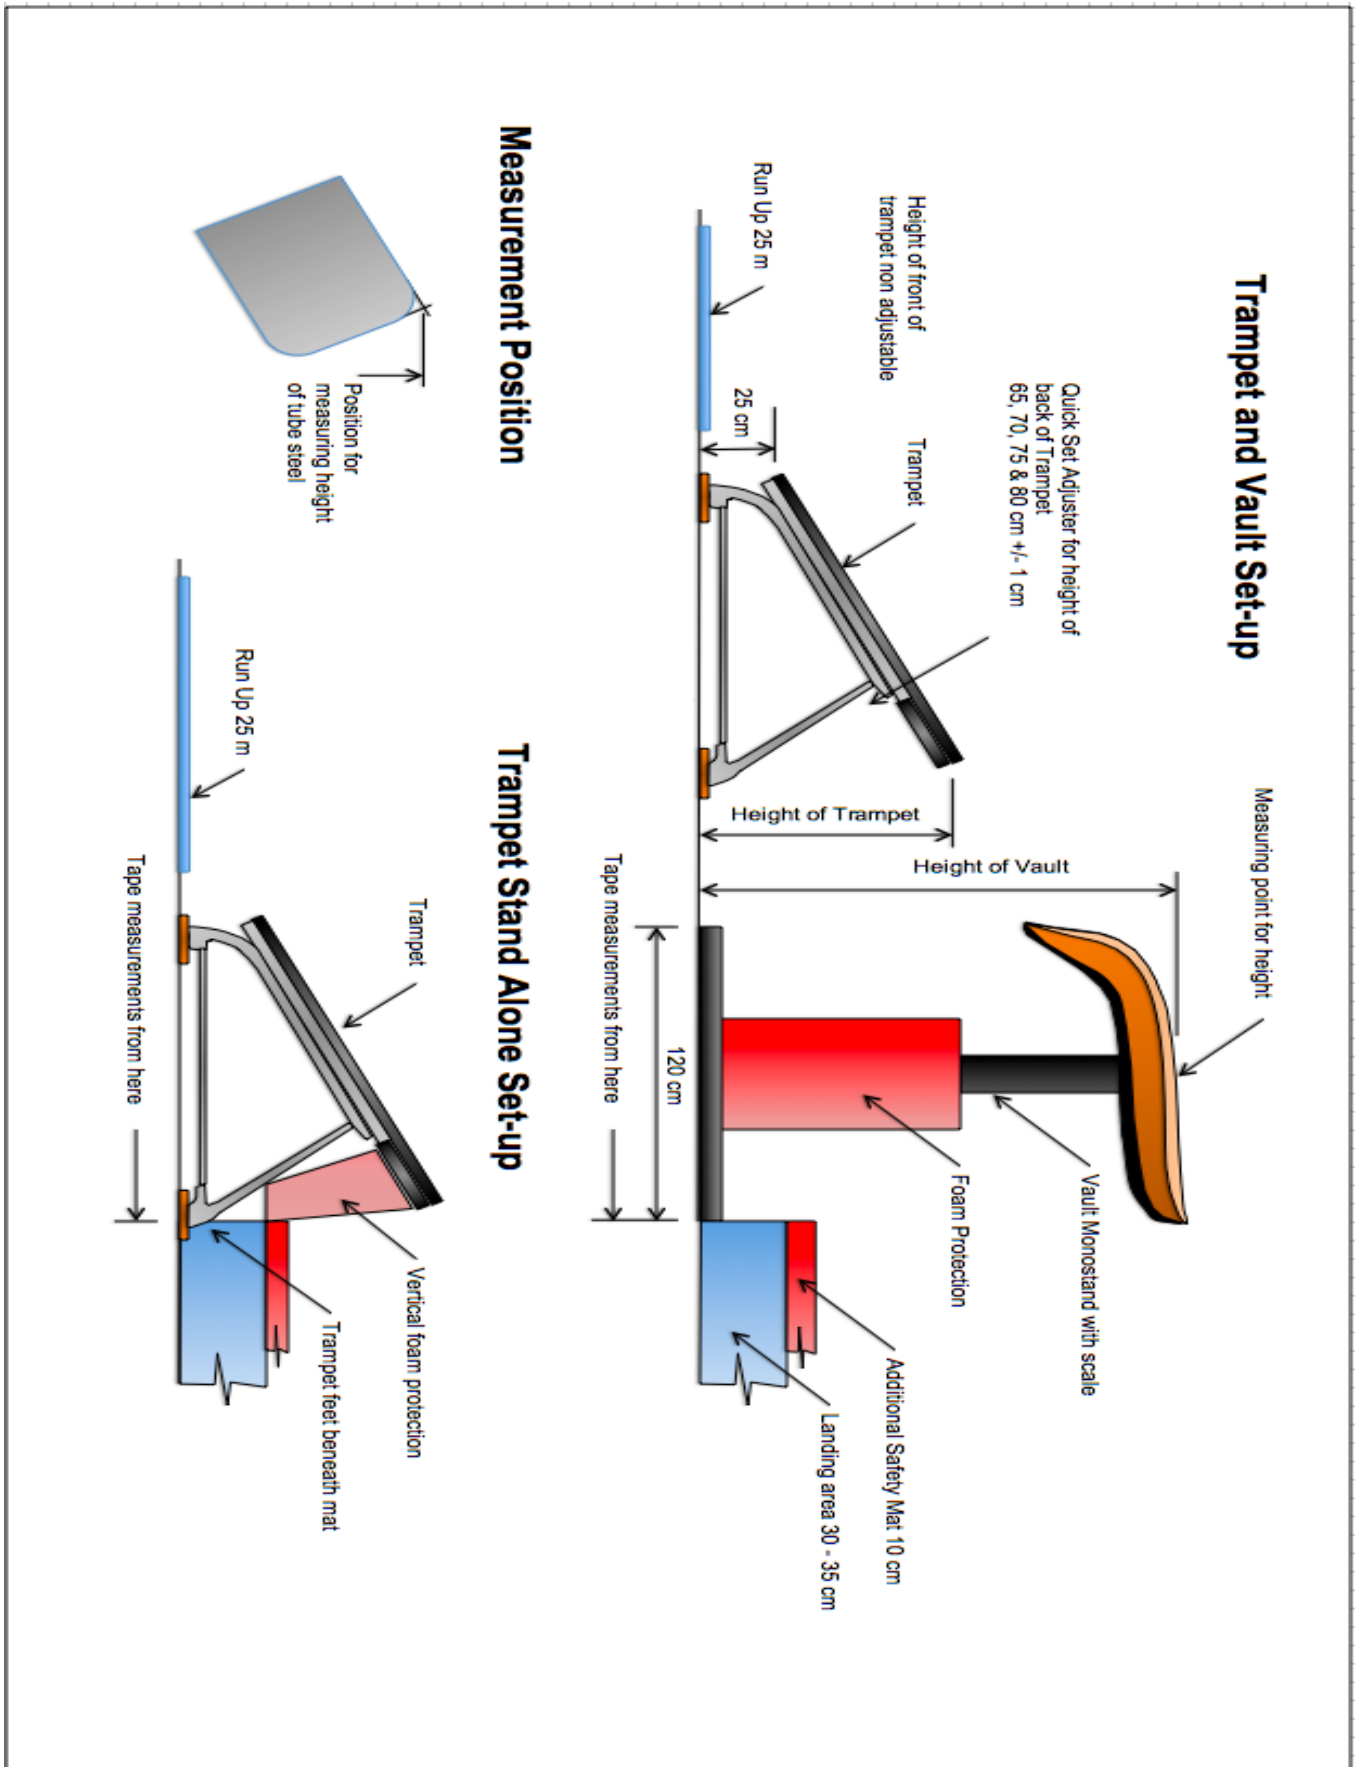 Trampet and Vault Set-up
Measuring point for height
Quick Set Adjuster for height of
back of Trampet
65, 70, 75 & 80 cm +/- 1 cm
Height of front of
trampet non adjustable
Trampet
Run Up 25 m
25 cm
Height of Trampet
Height of Vault
Vault Monostand with scale
Foam Protection
Additional Safety Mat 10 cm
Landing area 30 - 35 cm
120 cm
Tape measurements from here
Measurement Position
Position for
measuring height
of tube steel
Trampet Stand Alone Set-up
Trampet
Vertical foam protection
Trampet feet beneath mat
Run Up 25 m
Tape measurements from here